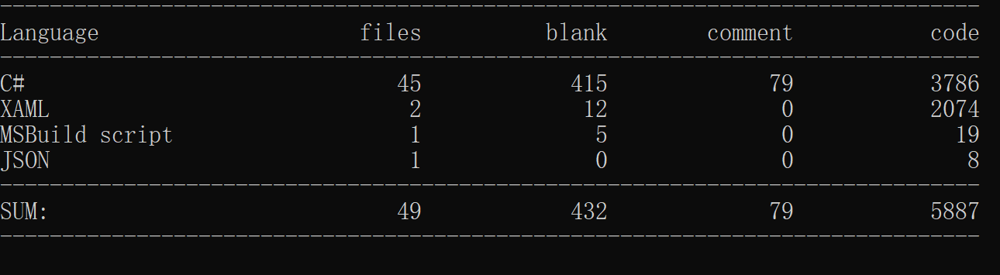 Language files blank comment code
C# 45 415 79 3786
XAML 2 12 0 2074
MSBuild script 1 5 0 19
JSON 1 0 0 8
SUM: 49 432 79 5887